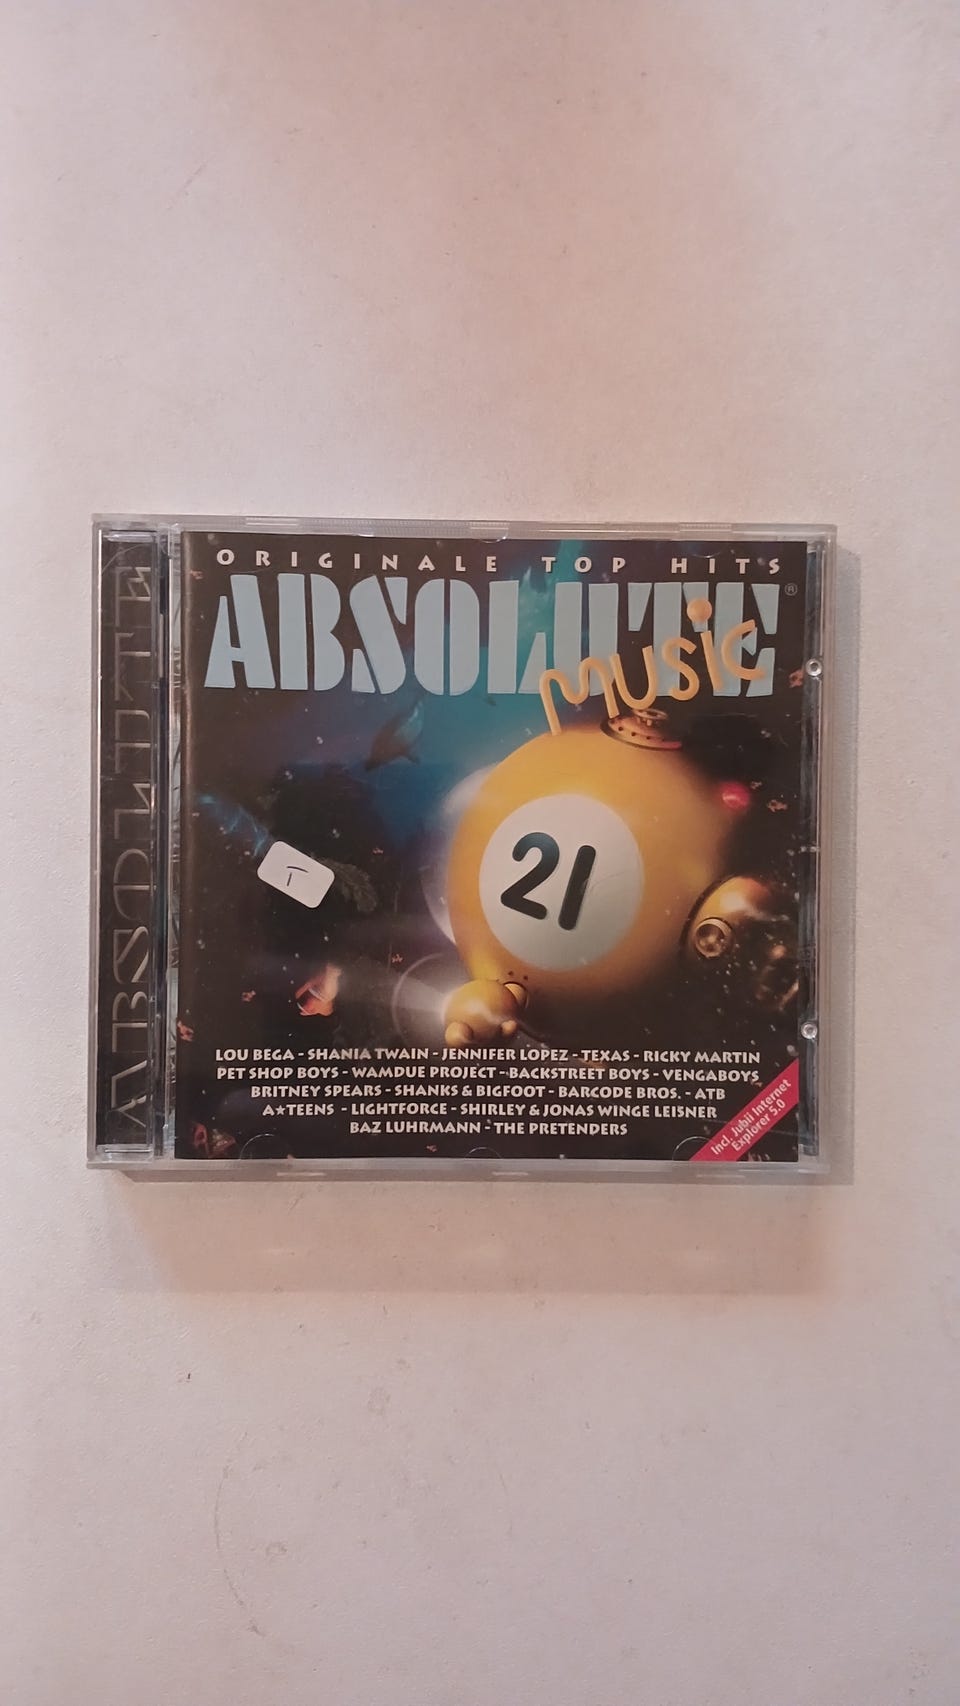 ORIGINALE TOP HITS
ABSOLUTE®
music
21
T
LOU BEGA - SHANIA TWAIN - JENNIFER LOPEZ - TEXAS - RICKY MARTIN
PET SHOP BOYS - WAMDUE PROJECT - BACKSTREET BOYS - VENGABOYS
BRITNEY SPEARS - SHANKS & BIGFOOT - BARCODE BROS. - ATB
A★TEENS - LIGHTFORCE - SHIRLEY & JONAS WINGE LEISNER
BAZ LUHRMANN - THE PRETENDERS
Incl. Jubii Internet
Explorer 5.0
ABSOLUTE